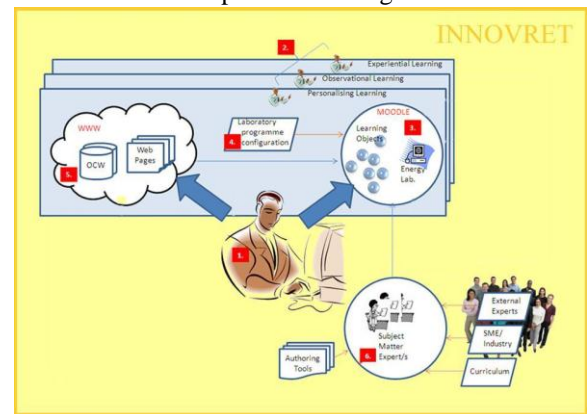 INNOVRET
2.
Experiential Learning
Observational Learning
Personalising Learning
WWW
OCW
Web
Pages
5.
Laboratory
programme
configuration
4.
MOODLE
Learning
Objects
3.
Energy
Lab.
1.
Subject
Matter
Expert/s
6.
Authoring
Tools
External
Experts
SME/
Industry
Curriculum